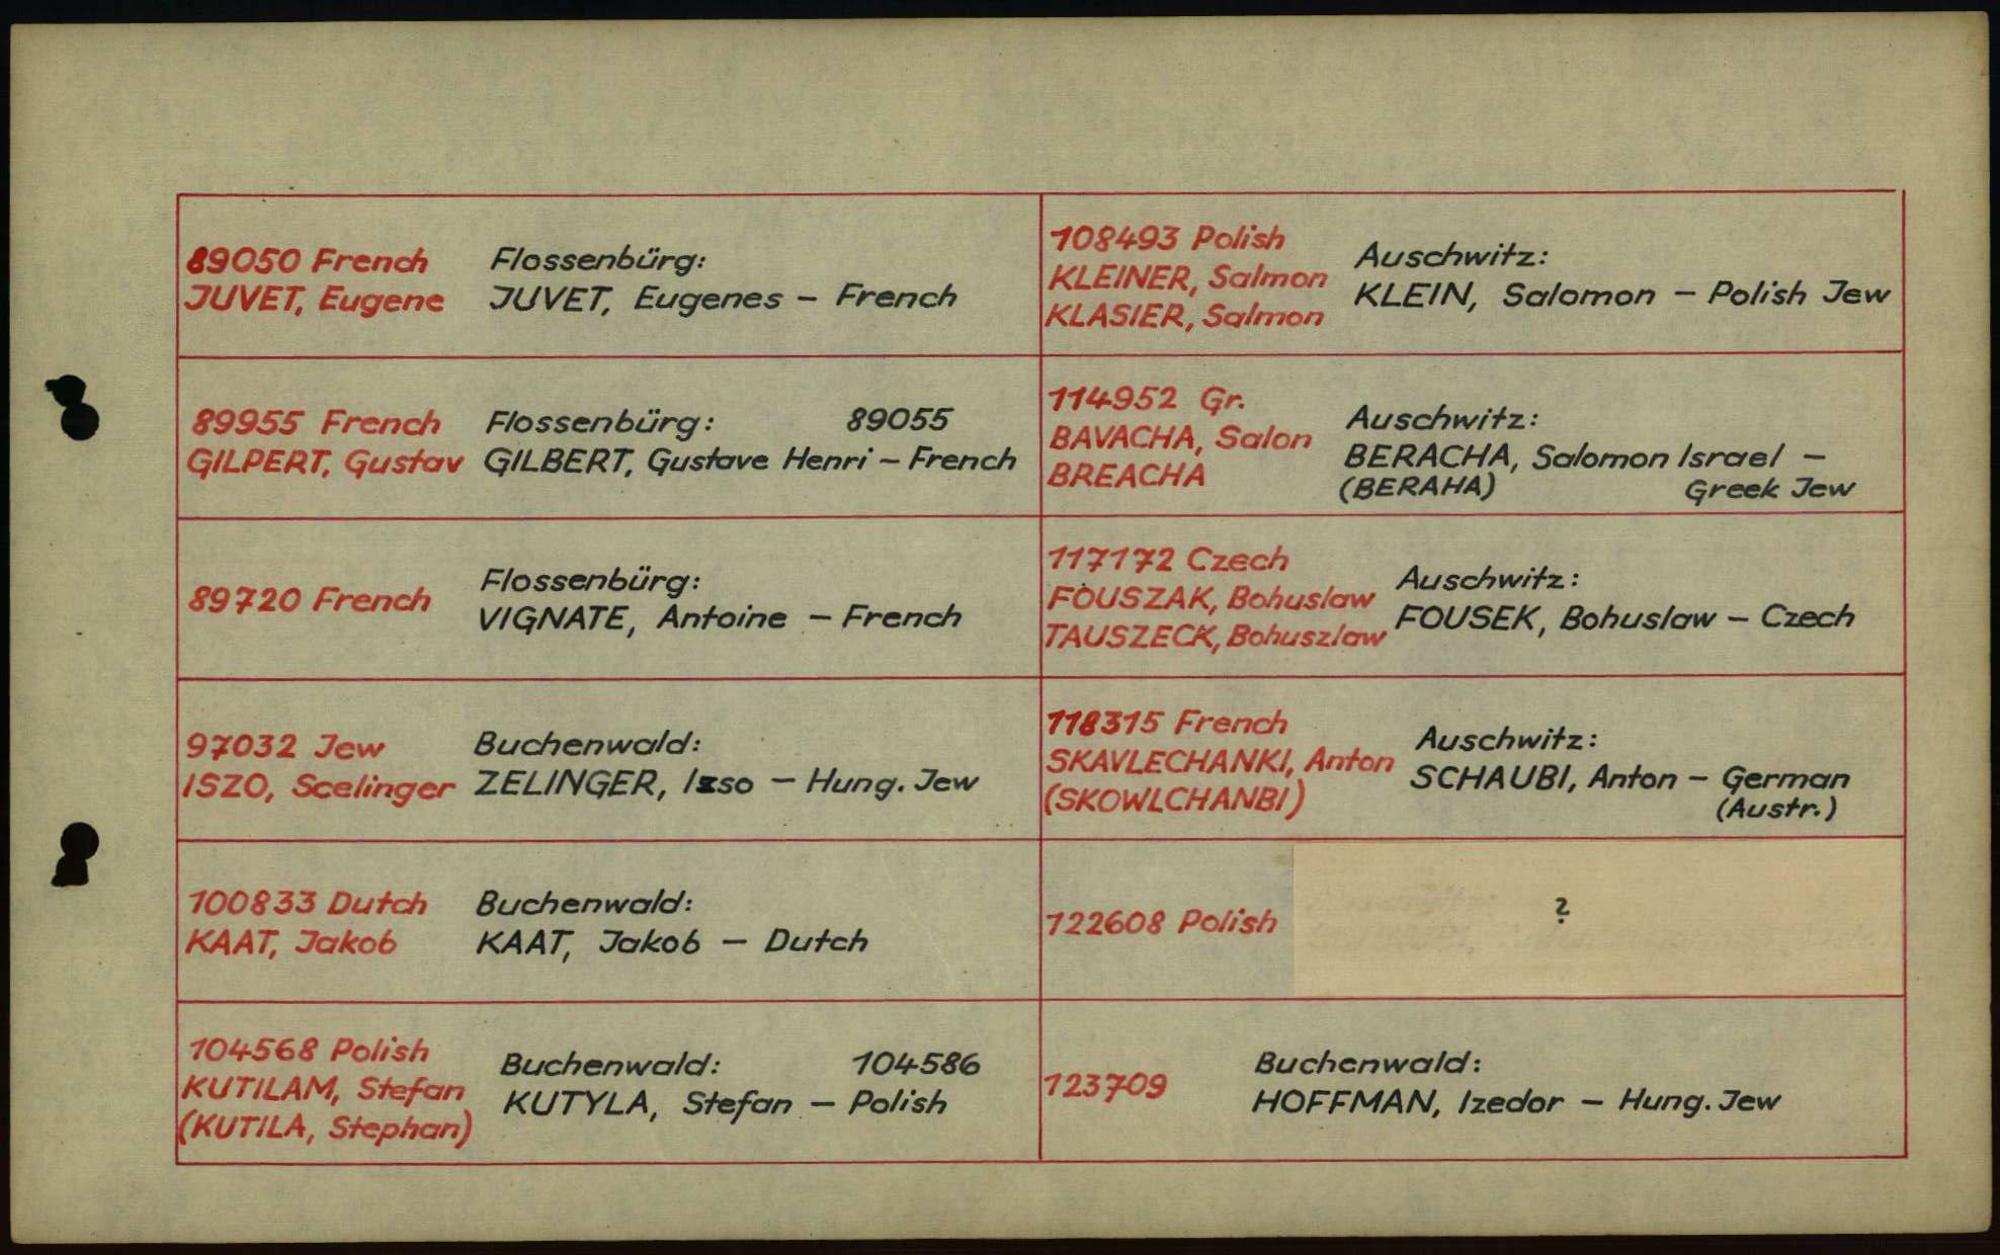 89050 French
JUVET, Eugene
Flossenbürg:
JUVET, Eugenes – French
89955 French
GILPERT, Gustav
Flossenbürg: 89055
GILBERT, Gustave Henri – French
89720 French
Flossenbürg:
VIGNATE, Antoine – French
97032 Jew
ISZO, Scelinger
Buchenwald:
ZELINGER, Izso – Hung. Jew
100833 Dutch
KAAT, Jakob
Buchenwald:
KAAT, Jakob – Dutch
104568 Polish
KUTILAM, Stefan
(KUTILA, Stephan)
Buchenwald: 104586
KUTYLA, Stefan – Polish
108493 Polish
KLEINER, Salmon
KLASIER, Salmon
Auschwitz:
KLEIN, Salomon – Polish Jew
114952 Gr.
BAVACHA, Salon
BREACHA
Auschwitz:
BERACHA, Salomon Israel –
(BERAHA) Greek Jew
117172 Czech
FOUSZAK, Bohuslaw
TAUSZECK, Bohuszlaw
Auschwitz:
FOUSEK, Bohuslaw – Czech
118315 French
SKAVLECHANKI, Anton
(SKOWLCHANBI)
Auschwitz:
SCHAUBI, Anton – German
(Austr.)
122608 Polish
?
123709
Buchenwald:
HOFFMAN, Izedor – Hung. Jew